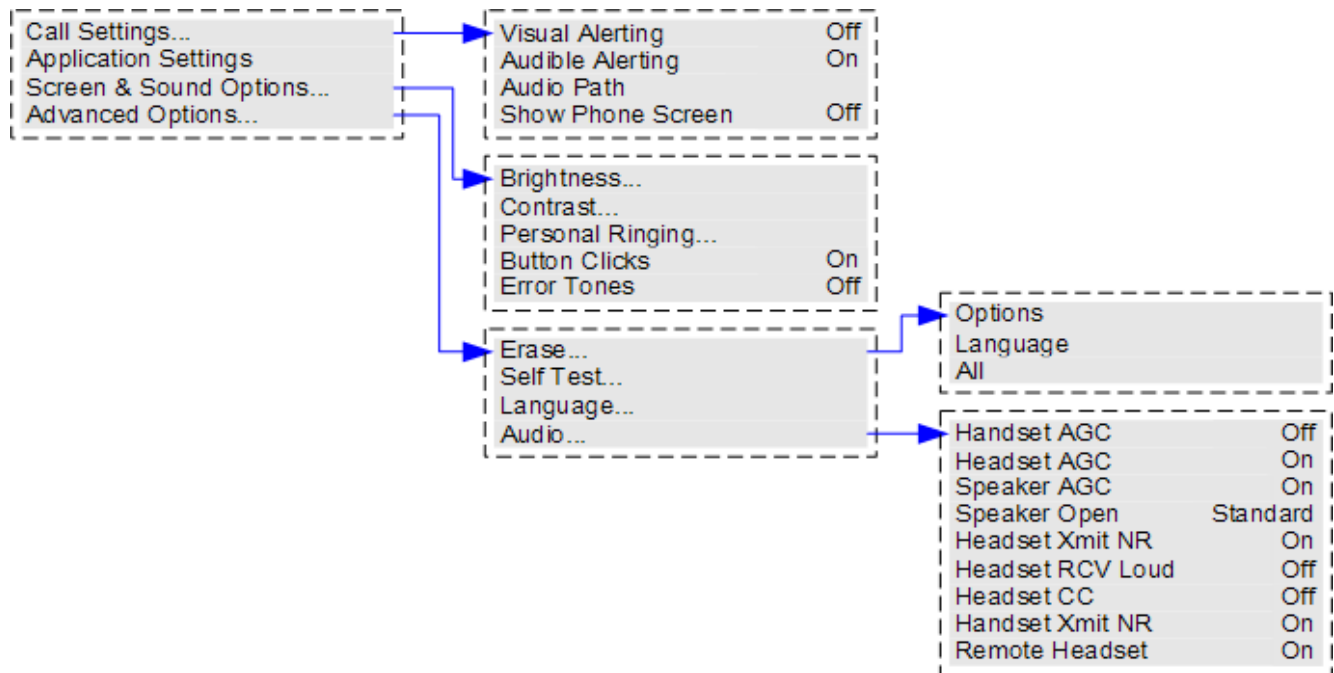 Call Settings...
Application Settings
Screen & Sound Options...
Advanced Options...
Visual Alerting Off
Audible Alerting On
Audio Path
Show Phone Screen Off
Brightness...
Contrast...
Personal Ringing...
Button Clicks On
Error Tones Off
Erase...
Self Test...
Language...
Audio...
Options
Language
All
Handset AGC Off
Headset AGC On
Speaker AGC On
Speaker Open Standard
Headset Xmit NR On
Headset RCV Loud Off
Headset CC Off
Handset Xmit NR On
Remote Headset On